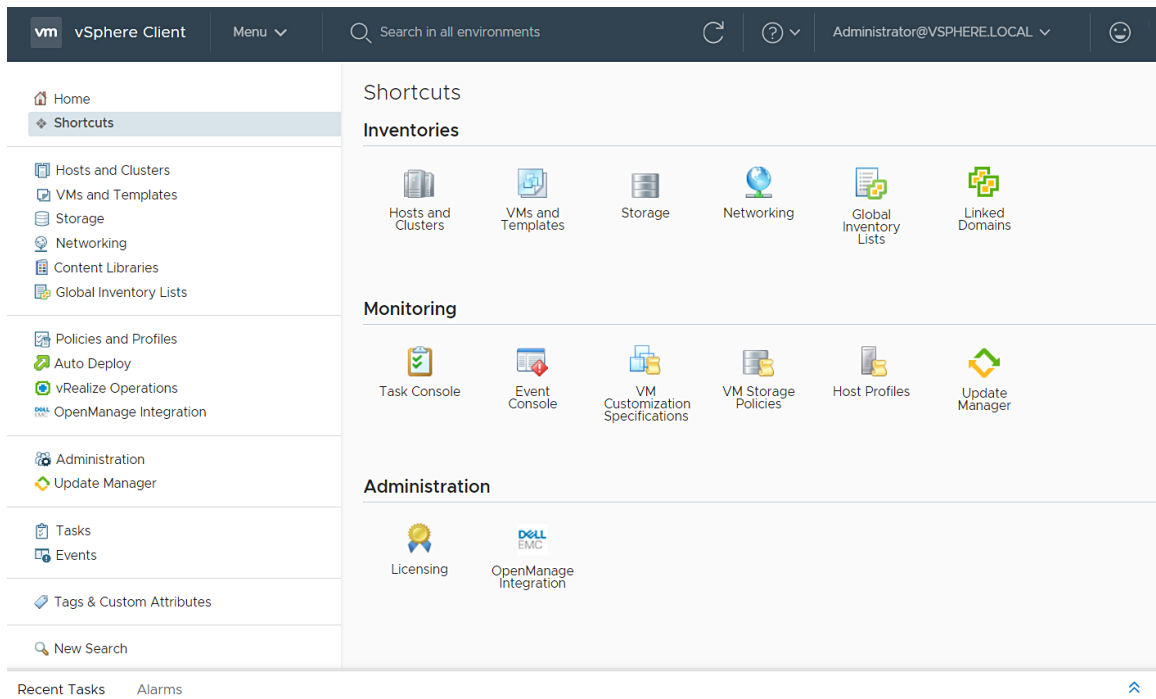 vm vSphere Client Menu Search in all environments ? Administrator@VSPHERE.LOCAL
Home
Shortcuts
Hosts and Clusters
VMs and Templates
Storage
Networking
Content Libraries
Global Inventory Lists
Policies and Profiles
Auto Deploy
vRealize Operations
DELL EMC OpenManage Integration
Administration
Update Manager
Tasks
Events
Tags & Custom Attributes
New Search
Shortcuts
Inventories
Hosts and
Clusters
VMs and
Templates
Storage
Networking
Global
Inventory
Lists
Linked
Domains
Monitoring
Task Console
Event
Console
VM
Customization
Specifications
VM Storage
Policies
Host Profiles
Update
Manager
Administration
Licensing
DELL
EMC
OpenManage
Integration
Recent Tasks Alarms